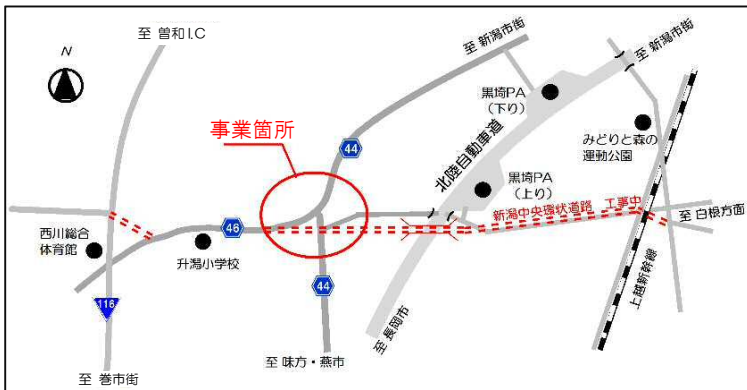 至 曽和I.C
N
至 新潟市街
至 新潟市街
事業箇所
黒埼PA
（下り）
44
北陸自動車道
みどりと森の
運動公園
黒埼PA
（上り）
新潟中央環状道路　工事中
至 白根方面
46
西川総合
体育館
升潟小学校
上越新幹線
44
116
至 長岡市
至 味方・燕市
至 巻市街